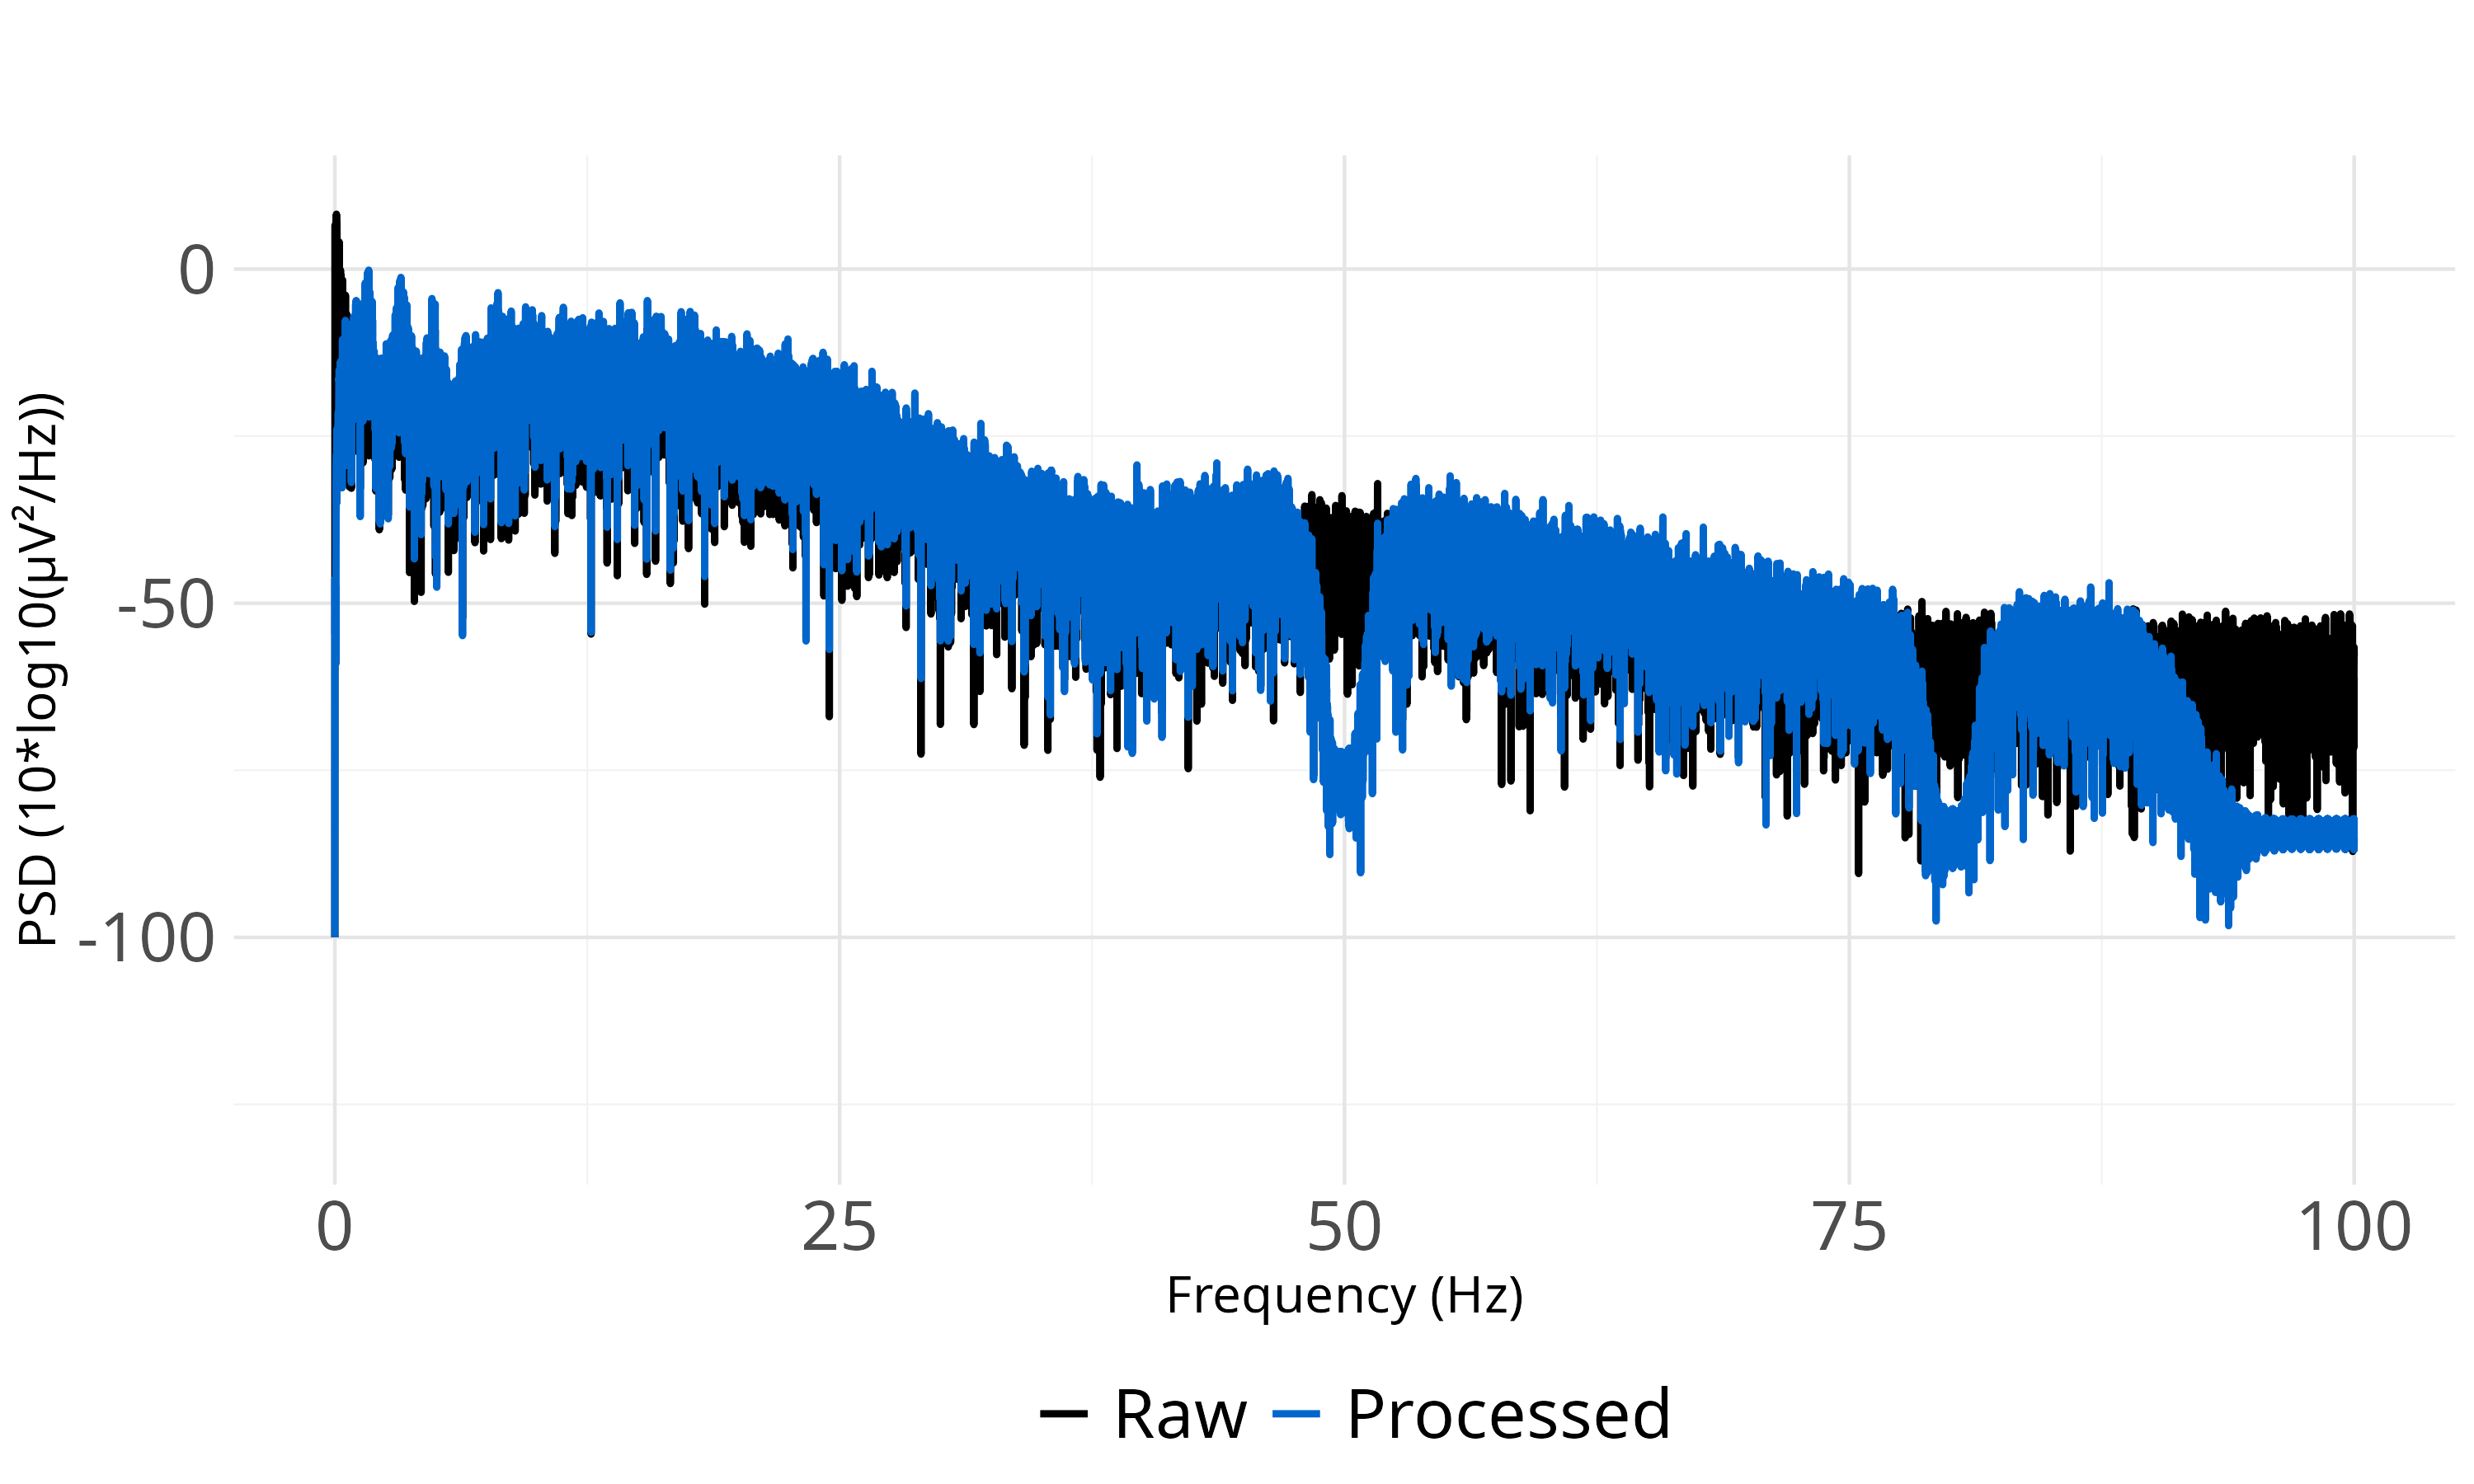 PSD (10*log10(µV²/Hz)))
0
-50
-100
0 25 50 75 100
Frequency (Hz)
Raw Processed